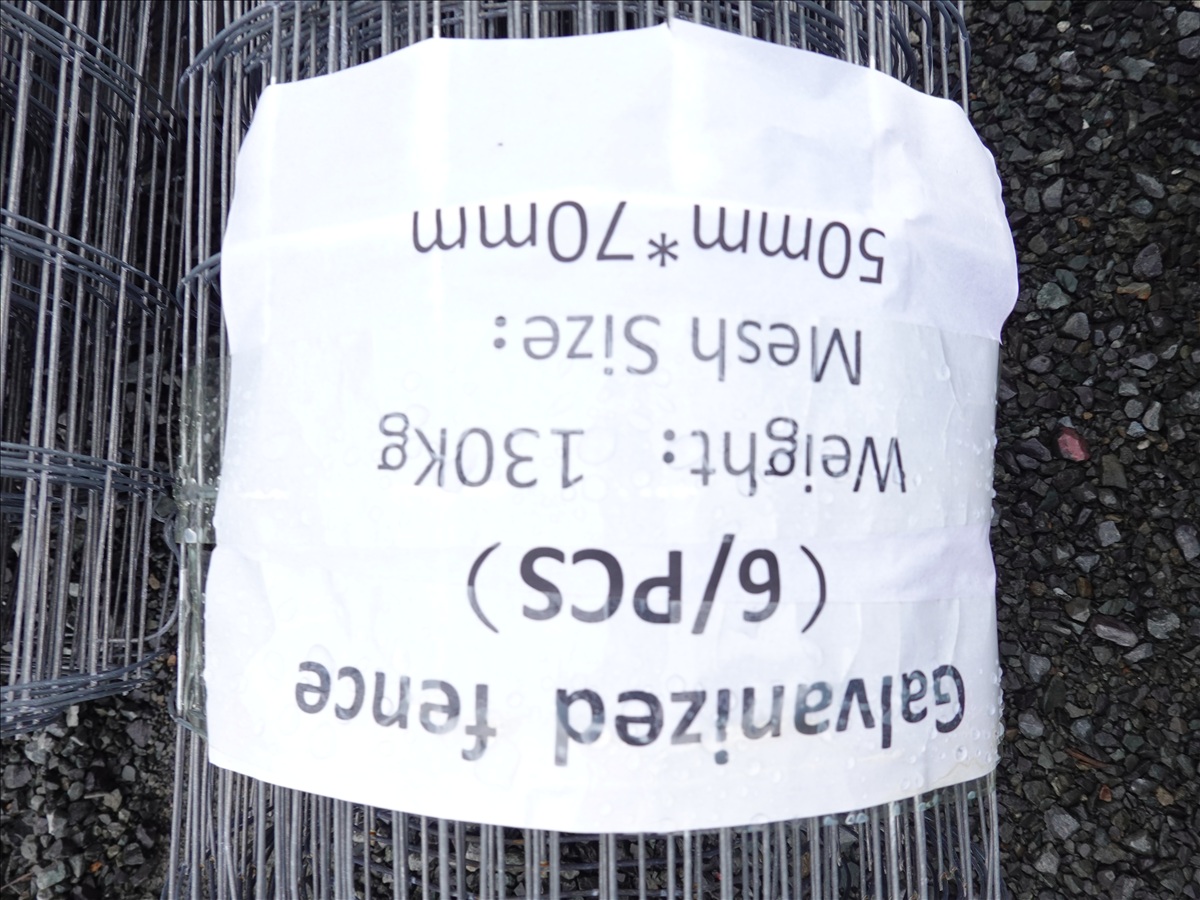 Galvanized fence
(6/PCS)
Weight: 130kg
Mesh Size:
50mm*70mm